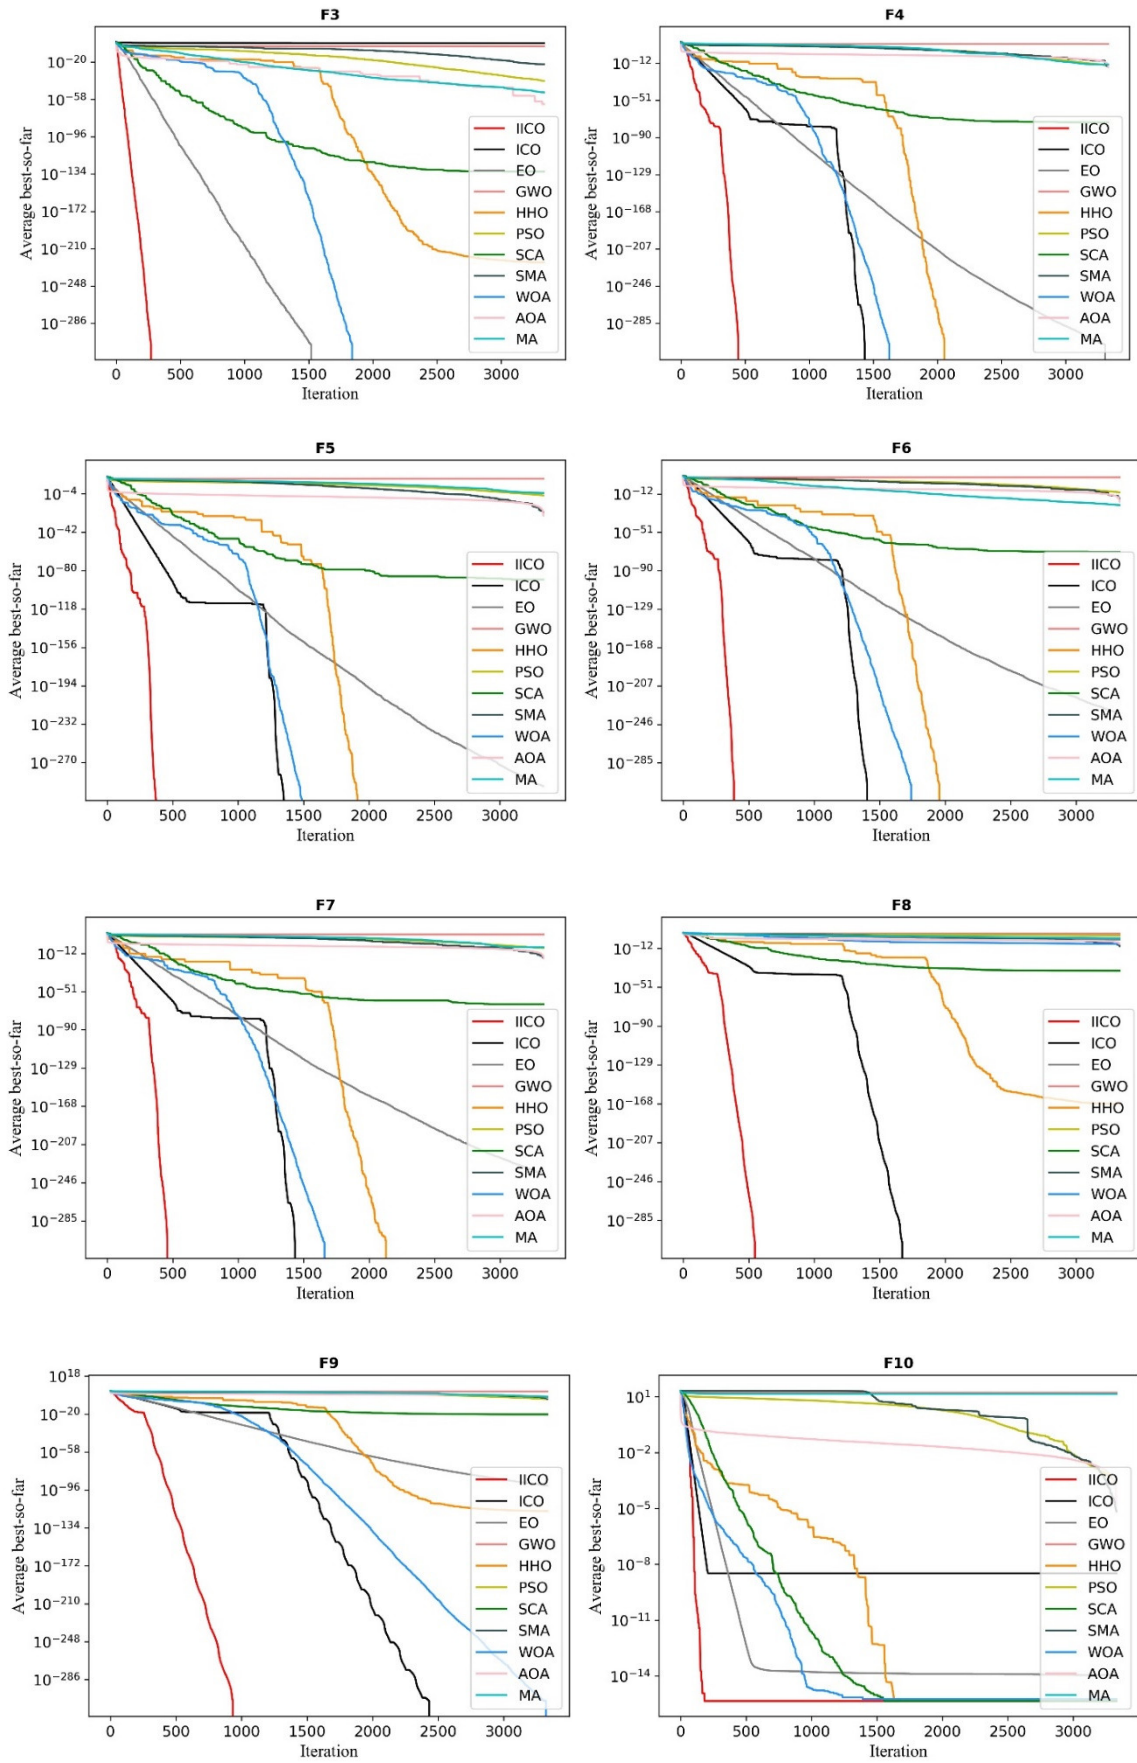 F3
Average best-so-far
10⁻²⁰
10⁻⁵⁸
10⁻⁹⁶
10⁻¹³⁴
10⁻¹⁷²
10⁻²¹⁰
10⁻²⁴⁸
10⁻²⁸⁶
IICO
ICO
EO
GWO
HHO
PSO
SCA
SMA
WOA
AOA
MA
0 500 1000 1500 2000 2500 3000
Iteration
F4
Average best-so-far
10⁻¹²
10⁻⁵¹
10⁻⁹⁰
10⁻¹²⁹
10⁻¹⁶⁸
10⁻²⁰⁷
10⁻²⁴⁶
10⁻²⁸⁵
IICO
ICO
EO
GWO
HHO
PSO
SCA
SMA
WOA
AOA
MA
0 500 1000 1500 2000 2500 3000
Iteration
F5
Average best-so-far
10⁻⁴
10⁻⁴²
10⁻⁸⁰
10⁻¹¹⁸
10⁻¹⁵⁶
10⁻¹⁹⁴
10⁻²³²
10⁻²⁷⁰
IICO
ICO
EO
GWO
HHO
PSO
SCA
SMA
WOA
AOA
MA
0 500 1000 1500 2000 2500 3000
Iteration
F6
Average best-so-far
10⁻¹²
10⁻⁵¹
10⁻⁹⁰
10⁻¹²⁹
10⁻¹⁶⁸
10⁻²⁰⁷
10⁻²⁴⁶
10⁻²⁸⁵
IICO
ICO
EO
GWO
HHO
PSO
SCA
SMA
WOA
AOA
MA
0 500 1000 1500 2000 2500 3000
Iteration
F7
Average best-so-far
10⁻¹²
10⁻⁵¹
10⁻⁹⁰
10⁻¹²⁹
10⁻¹⁶⁸
10⁻²⁰⁷
10⁻²⁴⁶
10⁻²⁸⁵
IICO
ICO
EO
GWO
HHO
PSO
SCA
SMA
WOA
AOA
MA
0 500 1000 1500 2000 2500 3000
Iteration
F8
Average best-so-far
10⁻¹²
10⁻⁵¹
10⁻⁹⁰
10⁻¹²⁹
10⁻¹⁶⁸
10⁻²⁰⁷
10⁻²⁴⁶
10⁻²⁸⁵
IICO
ICO
EO
GWO
HHO
PSO
SCA
SMA
WOA
AOA
MA
0 500 1000 1500 2000 2500 3000
Iteration
F9
Average best-so-far
10¹⁸
10⁻²⁰
10⁻⁵⁸
10⁻⁹⁶
10⁻¹³⁴
10⁻¹⁷²
10⁻²¹⁰
10⁻²⁴⁸
10⁻²⁸⁶
IICO
ICO
EO
GWO
HHO
PSO
SCA
SMA
WOA
AOA
MA
0 500 1000 1500 2000 2500 3000
Iteration
F10
Average best-so-far
10¹
10⁻²
10⁻⁵
10⁻⁸
10⁻¹¹
10⁻¹⁴
IICO
ICO
EO
GWO
HHO
PSO
SCA
SMA
WOA
AOA
MA
0 500 1000 1500 2000 2500 3000
Iteration